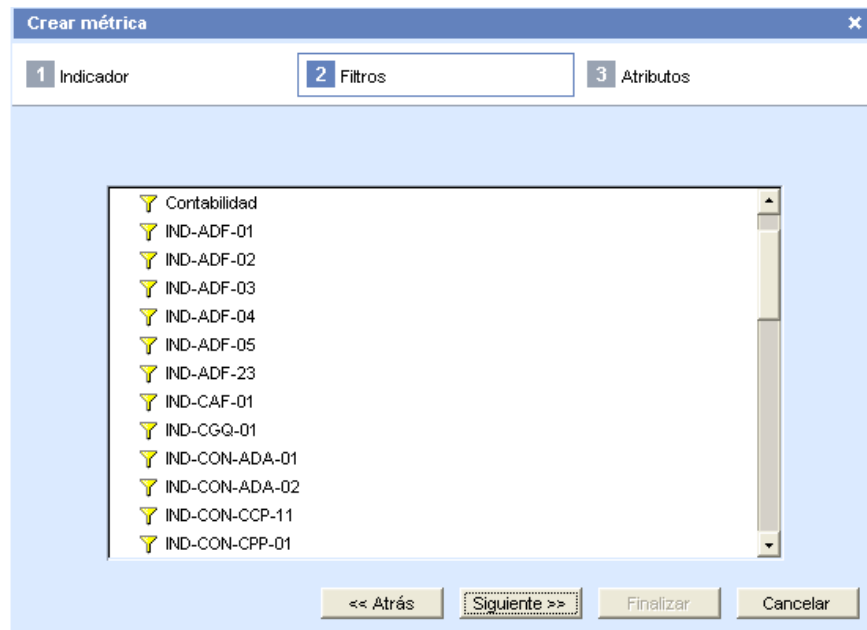 Crear métrica
1 Indicador 2 Filtros 3 Atributos
Contabilidad
IND-ADF-01
IND-ADF-02
IND-ADF-03
IND-ADF-04
IND-ADF-05
IND-ADF-23
IND-CAF-01
IND-CGQ-01
IND-CON-ADA-01
IND-CON-ADA-02
IND-CON-CCP-11
IND-CON-CPP-01
<< Atrás Siguiente >> Finalizar Cancelar